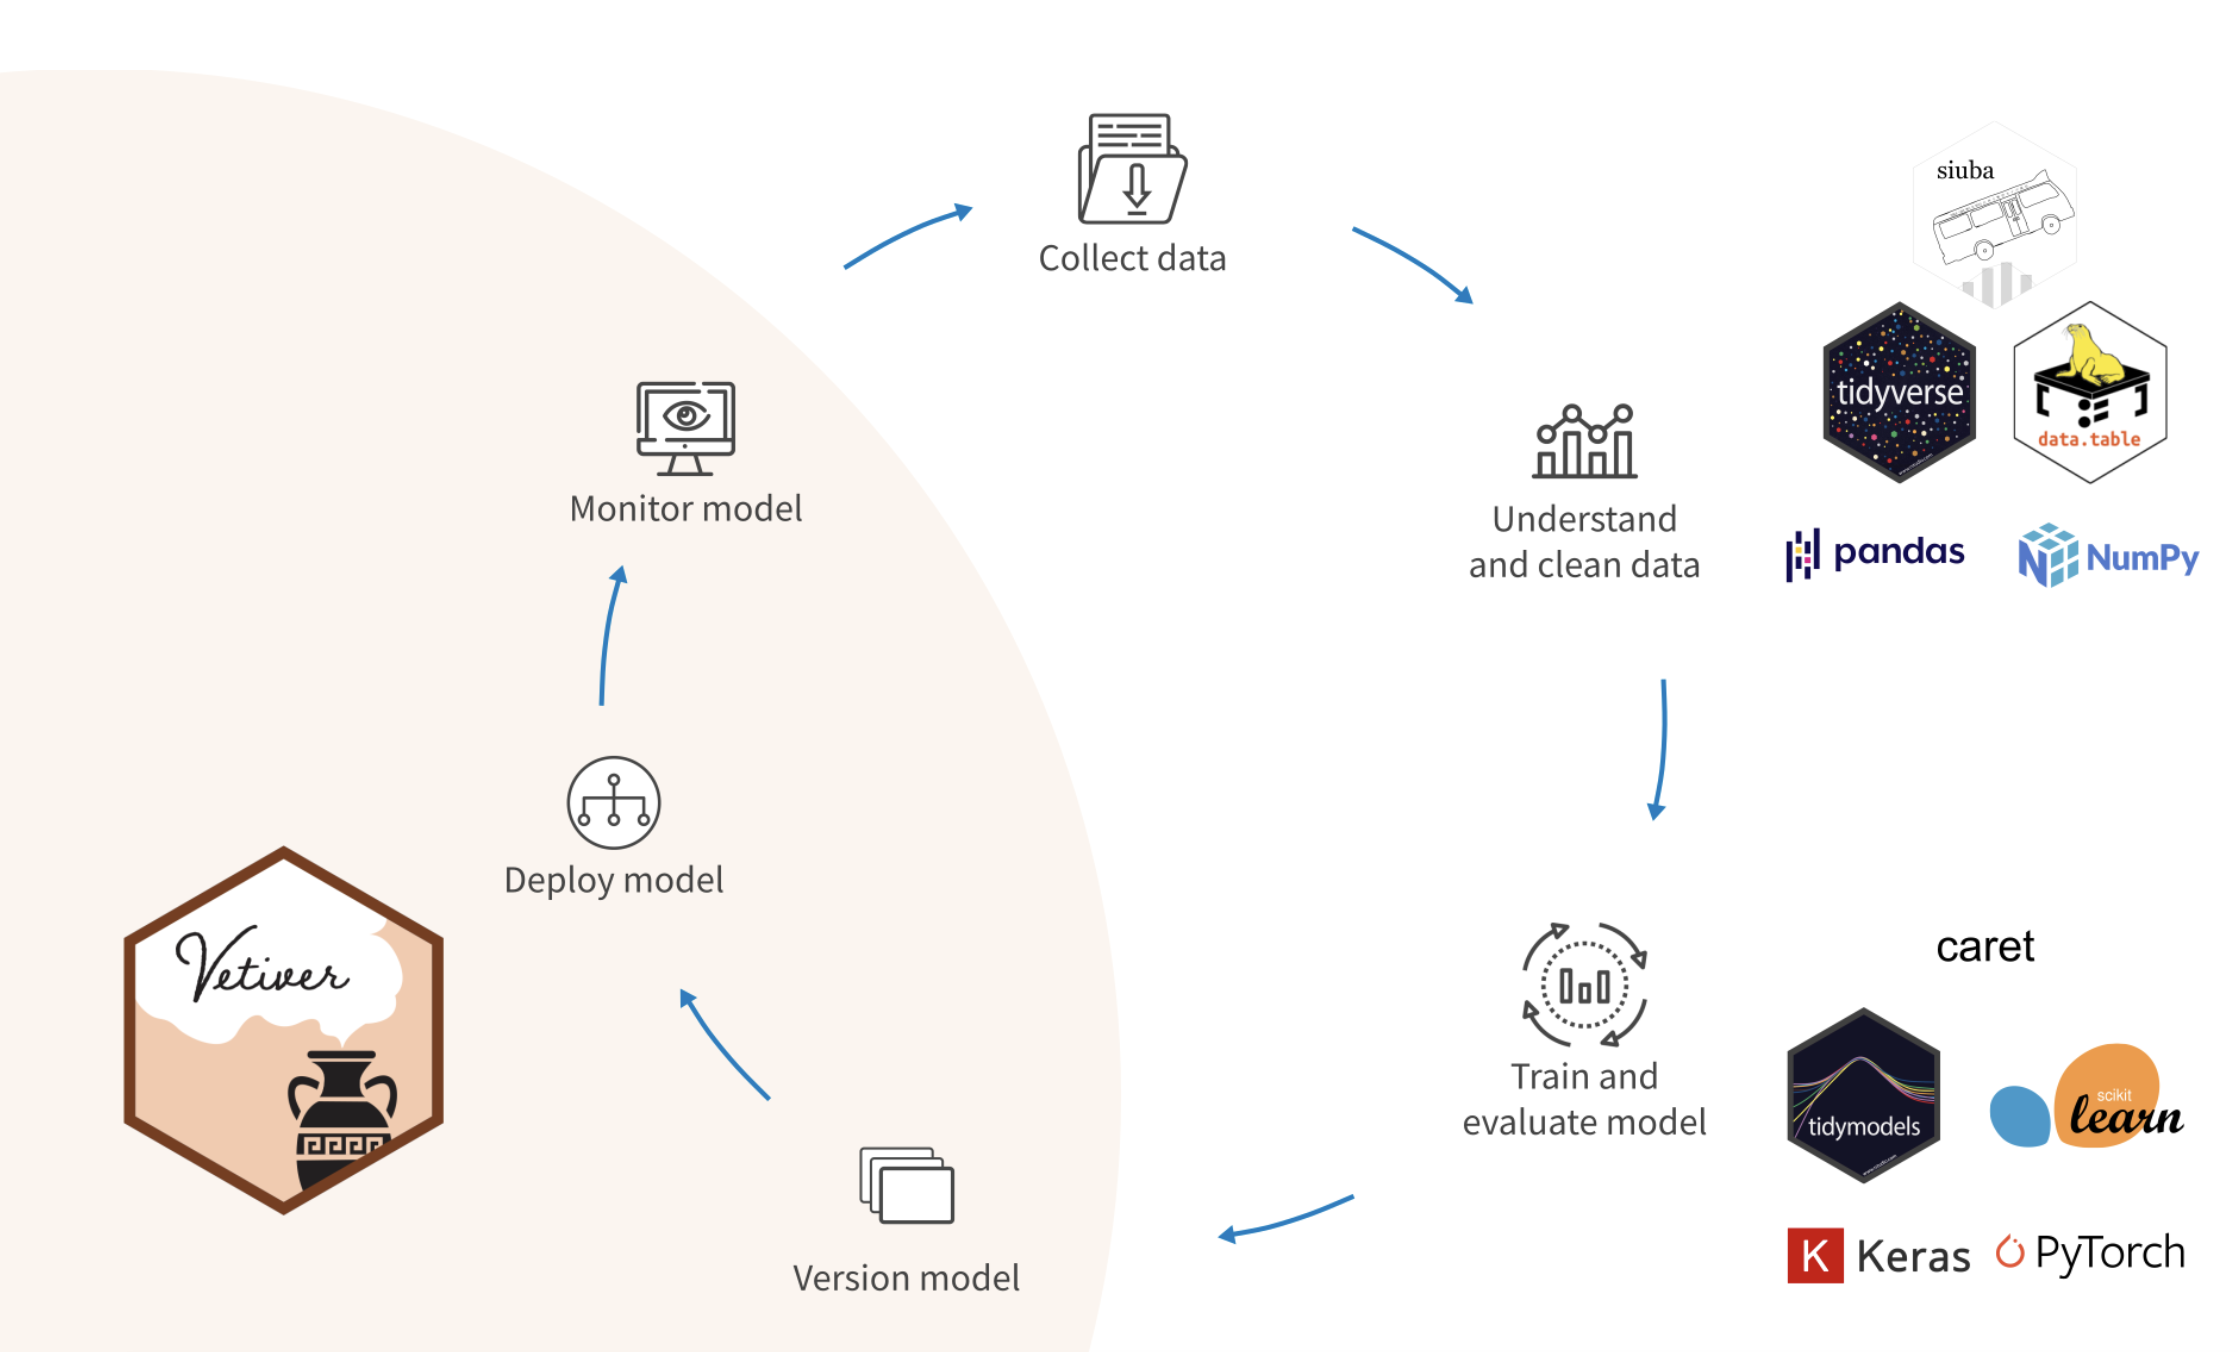 Collect data
siuba
tidyverse
data.table
Understand
and clean data
pandas
NumPy
Monitor model
Deploy model
Vetiver
caret
Train and
evaluate model
tidymodels
scikit
learn
K Keras
PyTorch
Version model